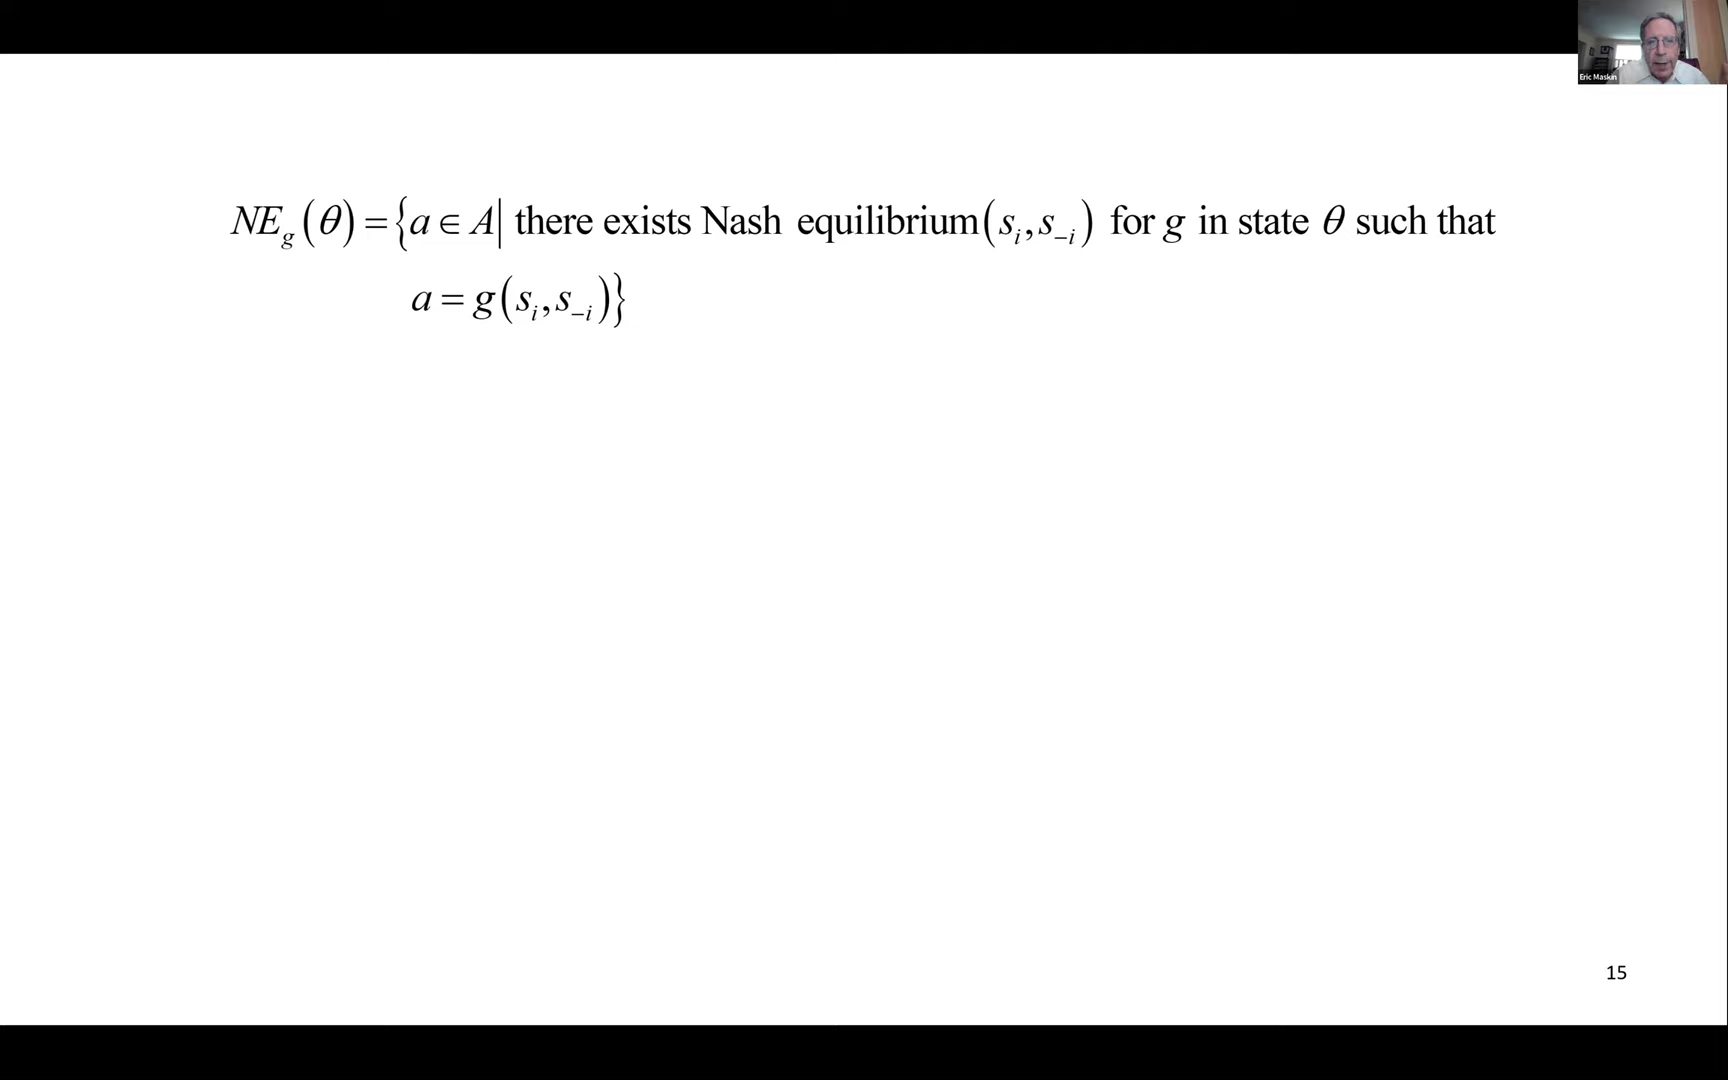 Eric Maskin
NE_g(θ) = {a ∈ A| there exists Nash equilibrium (s_i, s_{-i}) for g in state θ such that
a = g(s_i, s_{-i})}
15